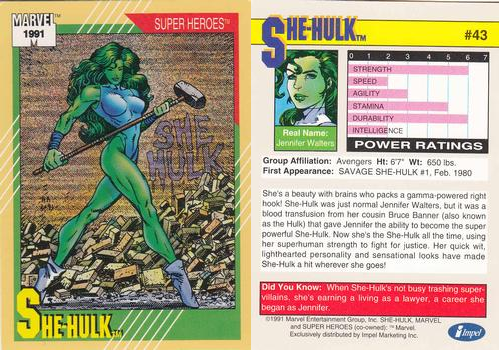 MARVEL
1991
SUPER HEROES™
SHE
HULK
SHE-HULK™
SHE-HULK™
#43
0 1 2 3 4 5 6 7
STRENGTH
SPEED
AGILITY
STAMINA
DURABILITY
INTELLIGENCE
POWER RATINGS
Real Name:
Jennifer Walters
Group Affiliation: Avengers Ht: 6'7" Wt: 650 lbs.
First Appearance: SAVAGE SHE-HULK #1, Feb. 1980
She's a beauty with brains who packs a gamma-powered right
hook! She-Hulk was just normal Jennifer Walters, but it was a
blood transfusion from her cousin Bruce Banner (also known as
the Hulk) that gave Jennifer the ability to become the super
powerful She-Hulk. Now she's the She-Hulk all the time, using
her superhuman strength to fight for justice. Her quick wit,
lighthearted personality and sensational looks have made
She-Hulk a hit wherever she goes!
Did You Know: When She-Hulk's not busy trashing super-
villains, she's earning a living as a lawyer, a career she
began as Jennifer.
©1991 Marvel Entertainment Group, Inc. SHE-HULK, MARVEL
and SUPER HEROES (co-owned); ™ Marvel.
Exclusively distributed by Impel Marketing Inc.
Impel